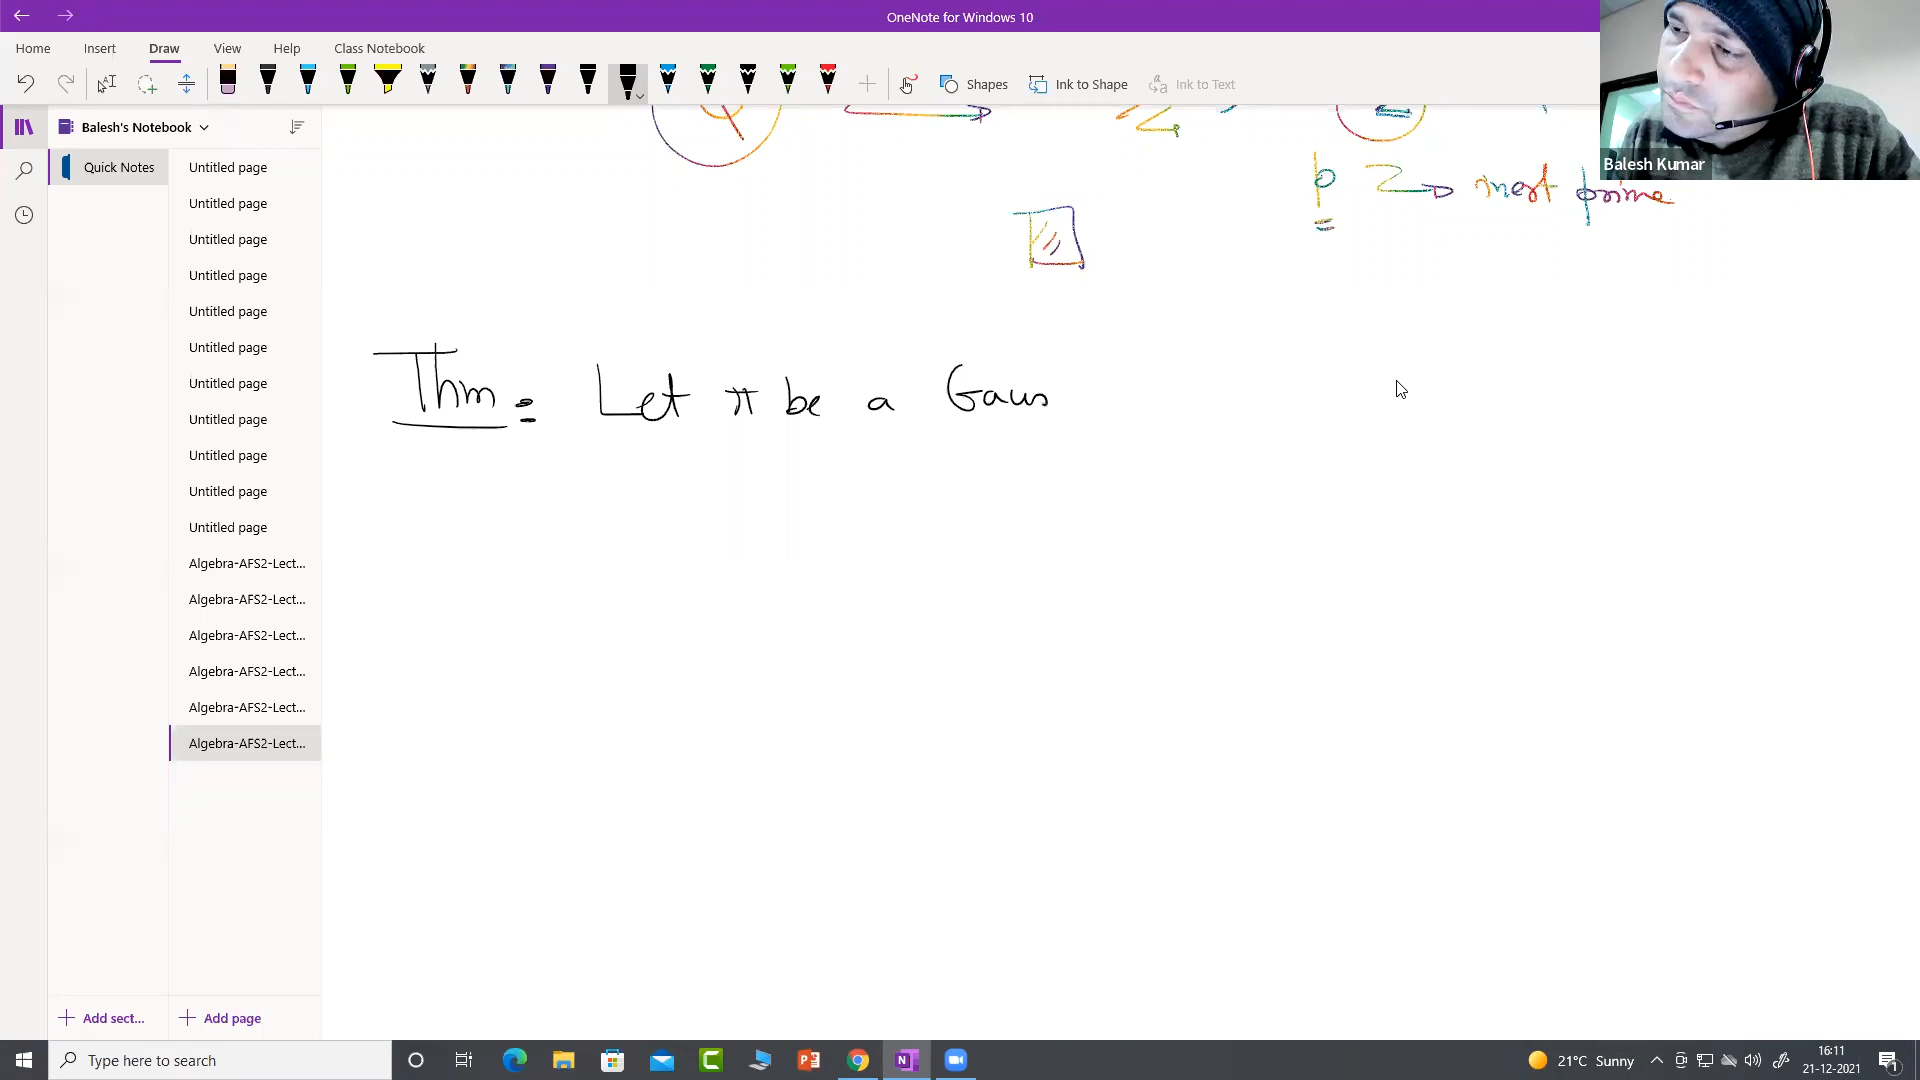 OneNote for Windows 10
Home Insert Draw View Help Class Notebook
Shapes Ink to Shape Ink to Text
Balesh's Notebook
Quick Notes
Untitled page
Untitled page
Untitled page
Untitled page
Untitled page
Untitled page
Untitled page
Untitled page
Untitled page
Untitled page
Untitled page
Algebra-AFS2-Lect...
Algebra-AFS2-Lect...
Algebra-AFS2-Lect...
Algebra-AFS2-Lect...
Algebra-AFS2-Lect...
Algebra-AFS2-Lect...
Add sect... Add page
Balesh Kumar
inert prime
Thm: Let π be a Gaus
Type here to search
21°C Sunny
16:11
21-12-2021